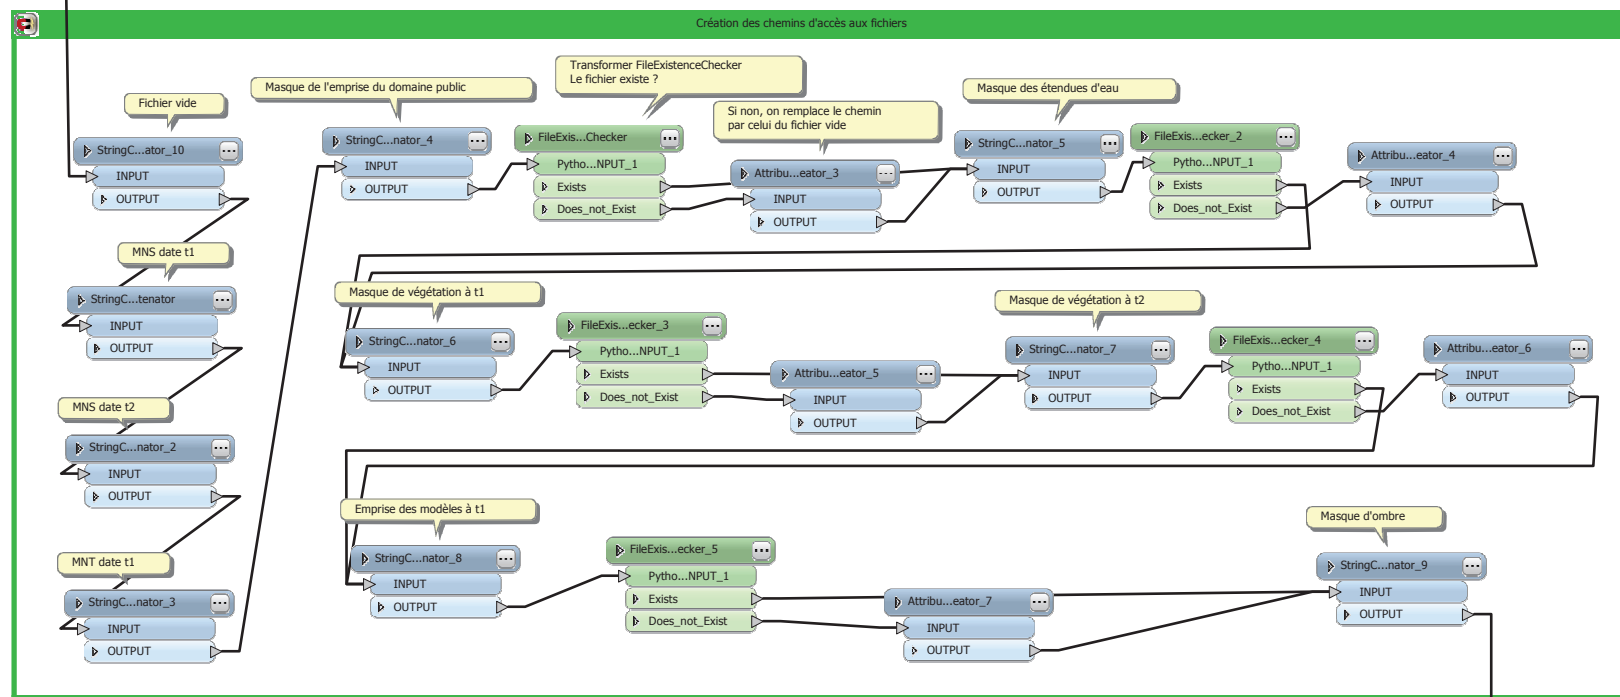 Création des chemins d'accès aux fichiers
Fichier vide
StringC...ator_10
INPUT
OUTPUT
MNS date t1
StringC...tenator
INPUT
OUTPUT
MNS date t2
StringC...nator_2
INPUT
OUTPUT
MNT date t1
StringC...nator_3
INPUT
OUTPUT
Masque de l'emprise du domaine public
StringC...nator_4
INPUT
OUTPUT
Transformer FileExistenceChecker
Le fichier existe ?
FileExis...Checker
Pytho...NPUT_1
Exists
Does_not_Exist
Si non, on remplace le chemin
par celui du fichier vide
Attribu...eator_3
INPUT
OUTPUT
Masque des étendues d'eau
StringC...nator_5
INPUT
OUTPUT
FileExis...ecker_2
Pytho...NPUT_1
Exists
Does_not_Exist
Attribu...eator_4
INPUT
OUTPUT
Masque de végétation à t1
StringC...nator_6
INPUT
OUTPUT
FileExis...ecker_3
Pytho...NPUT_1
Exists
Does_not_Exist
Attribu...eator_5
INPUT
OUTPUT
Masque de végétation à t2
StringC...nator_7
INPUT
OUTPUT
FileExis...ecker_4
Pytho...NPUT_1
Exists
Does_not_Exist
Attribu...eator_6
INPUT
OUTPUT
Emprise des modèles à t1
StringC...nator_8
INPUT
OUTPUT
FileExis...ecker_5
Pytho...NPUT_1
Exists
Does_not_Exist
Attribu...eator_7
INPUT
OUTPUT
Masque d'ombre
StringC...nator_9
INPUT
OUTPUT